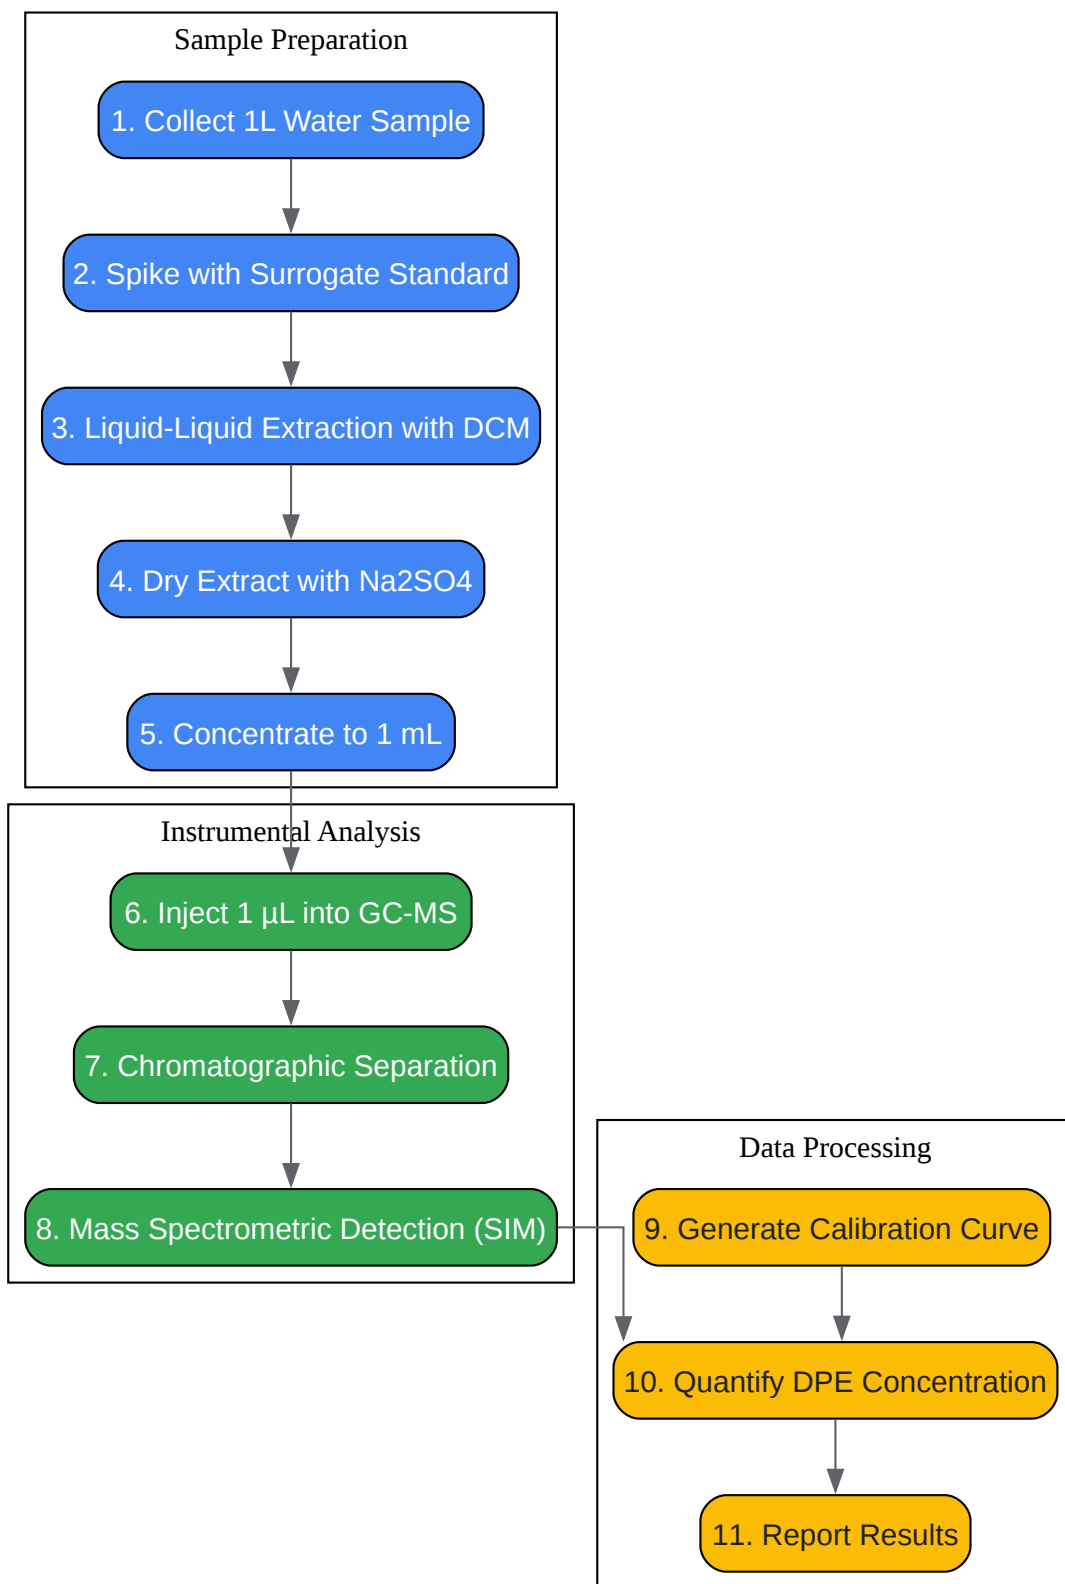 Sample Preparation
1. Collect 1L Water Sample
2. Spike with Surrogate Standard
3. Liquid-Liquid Extraction with DCM
4. Dry Extract with Na2SO4
5. Concentrate to 1 mL
Instrumental Analysis
6. Inject 1 µL into GC-MS
7. Chromatographic Separation
8. Mass Spectrometric Detection (SIM)
Data Processing
9. Generate Calibration Curve
10. Quantify DPE Concentration
11. Report Results